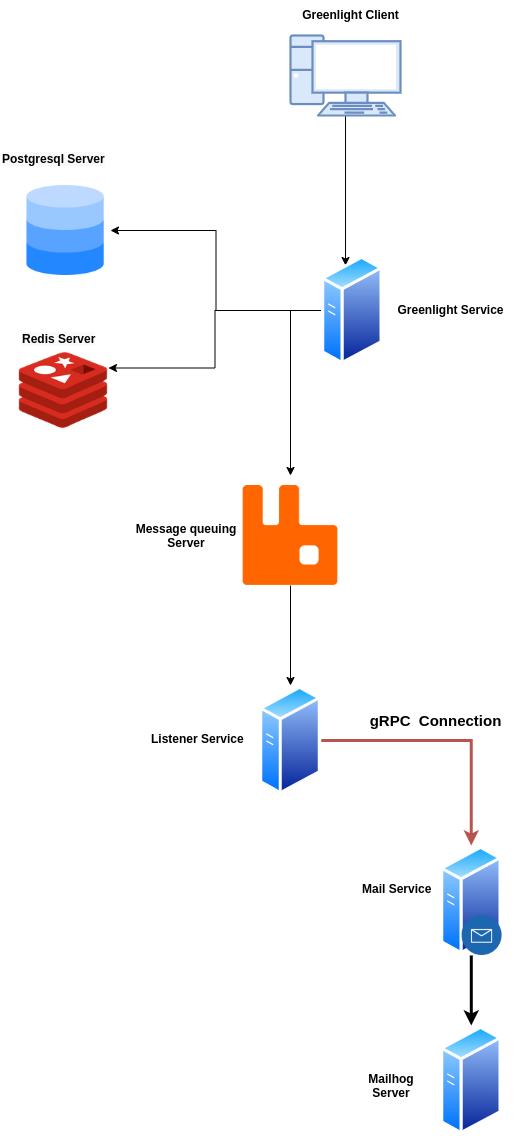 Greenlight Client
Postgresql Server
Greenlight Service
Redis Server
Message queuing
Server
gRPC  Connection
Listener Service
Mail Service
Mailhog
Server